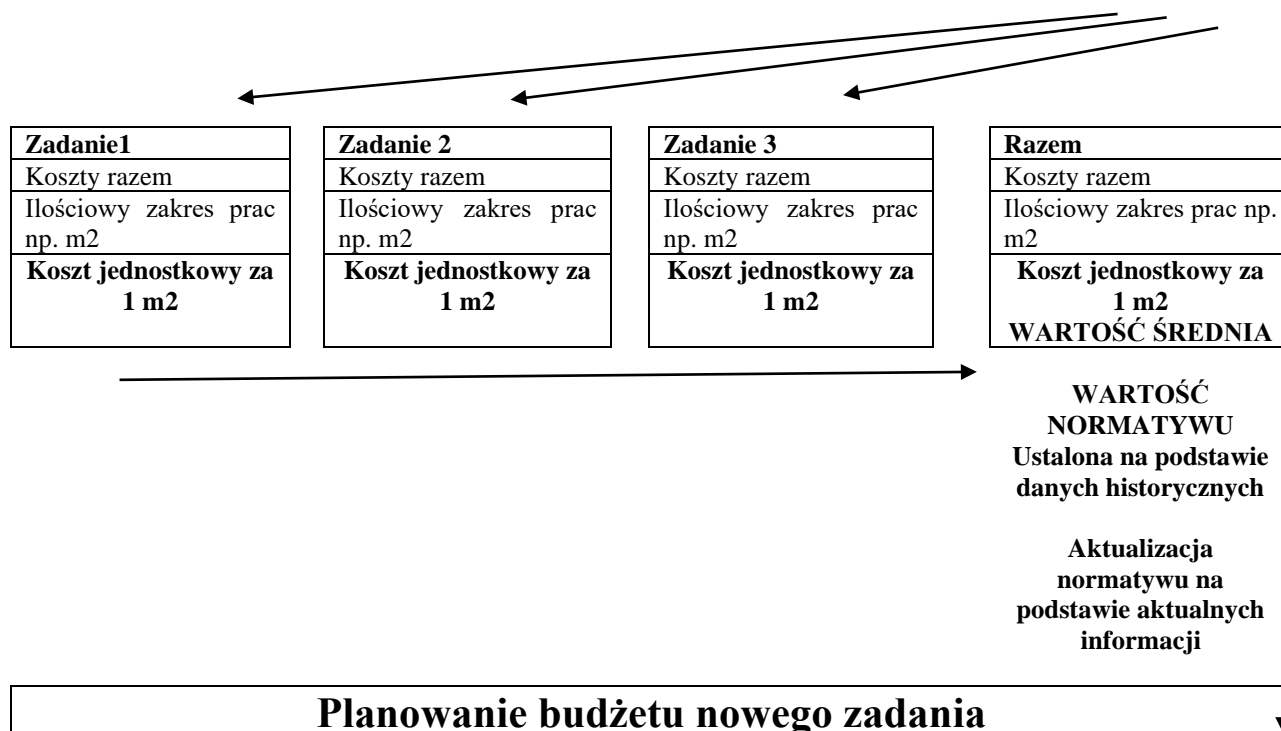 Zadanie1
Koszty razem
Ilościowy zakres prac
np. m2
Koszt jednostkowy za
1 m2
Zadanie 2
Koszty razem
Ilościowy zakres prac
np. m2
Koszt jednostkowy za
1 m2
Zadanie 3
Koszty razem
Ilościowy zakres prac
np. m2
Koszt jednostkowy za
1 m2
Razem
Koszty razem
Ilościowy zakres prac np.
m2
Koszt jednostkowy za
1 m2
WARTOŚĆ ŚREDNIA
WARTOŚĆ
NORMATYWU
Ustalona na podstawie
danych historycznych
Aktualizacja
normatywu na
podstawie aktualnych
informacji
Planowanie budżetu nowego zadania